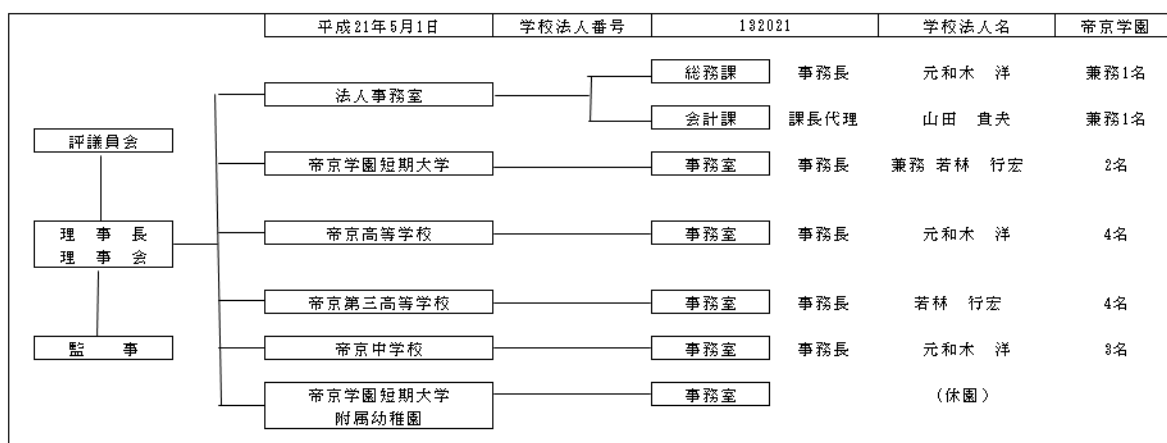 平成21年5月1日 学校法人番号 132021 学校法人名 帝京学園
総務課 事務長 元和木 洋 兼務1名
法人事務室
会計課 課長代理 山田 貴夫 兼務1名
評議員会
帝京学園短期大学 事務室 事務長 兼務 若林 行宏 2名
理事長
理事会
帝京高等学校 事務室 事務長 元和木 洋 4名
帝京第三高等学校 事務室 事務長 若林 行宏 4名
監事
帝京中学校 事務室 事務長 元和木 洋 3名
帝京学園短期大学
附属幼稚園
事務室 (休園)